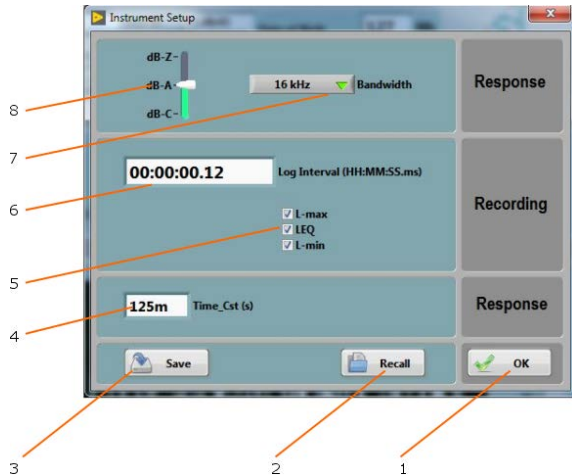 Instrument Setup
dB-Z
dB-A
dB-C
16 kHz
Bandwidth
Response
8
7
00:00:00.12
Log Interval (HH:MM:SS.ms)
6
L-max
LEQ
L-min
Recording
5
125m
Time_Cst (s)
Response
4
Save
Recall
OK
3
2
1